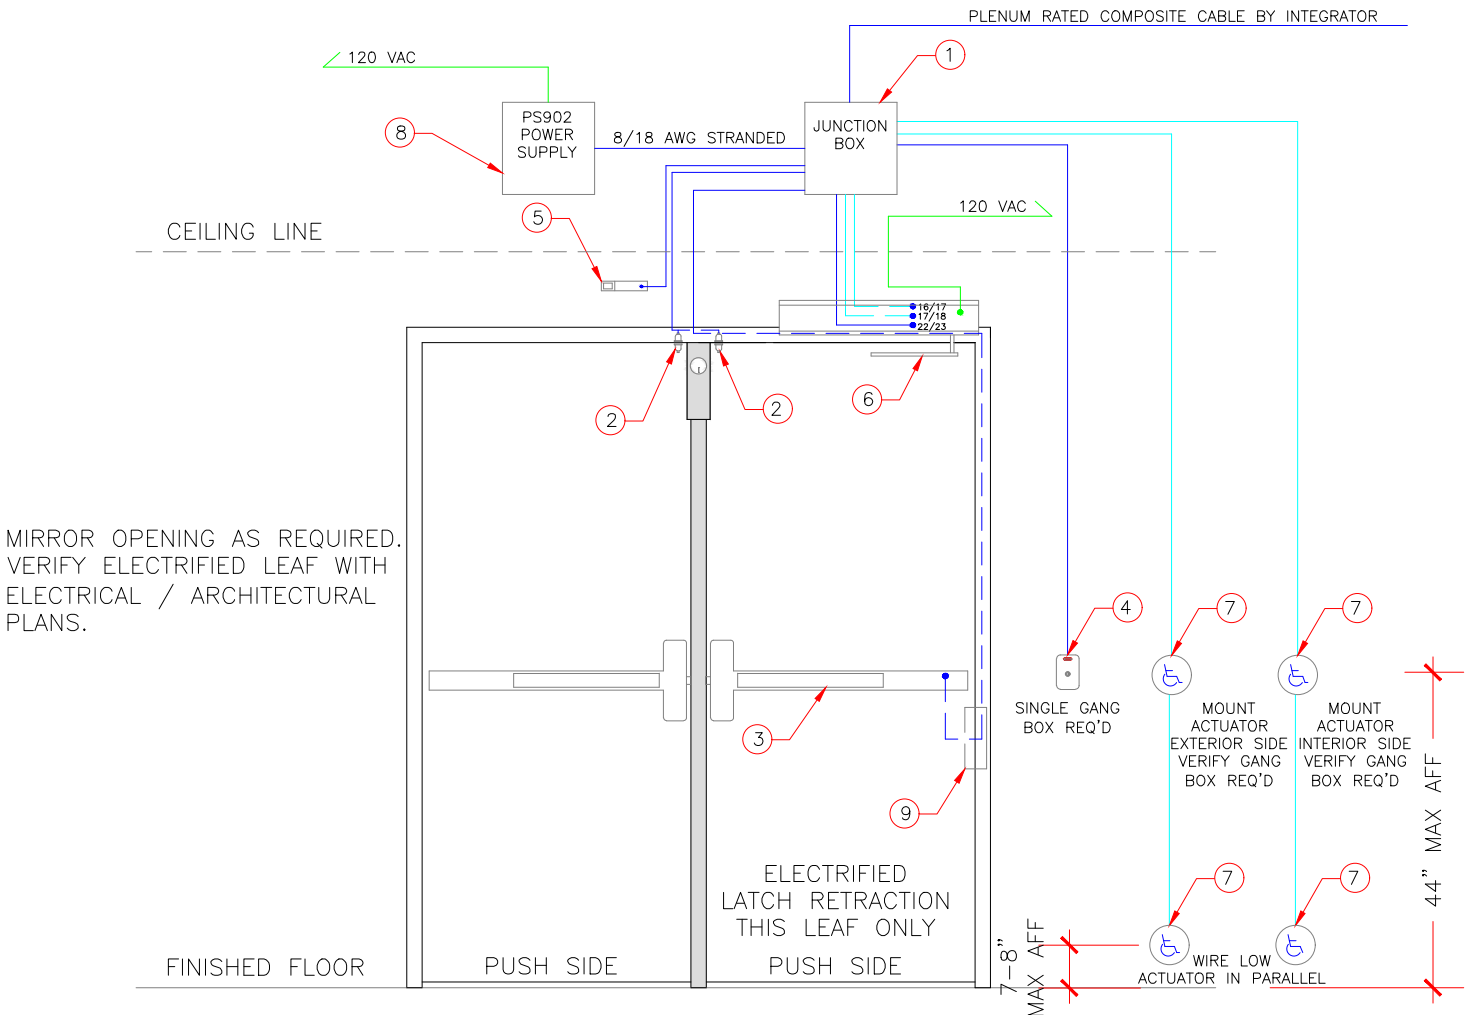 PLENUM RATED COMPOSITE CABLE BY INTEGRATOR
120 VAC
1
PS902
POWER
SUPPLY
8
8/18 AWG STRANDED
JUNCTION
BOX
120 VAC
5
CEILING LINE
16/17
17/18
22/23
2
2
6
MIRROR OPENING AS REQUIRED.
VERIFY ELECTRIFIED LEAF WITH
ELECTRICAL / ARCHITECTURAL
PLANS.
4
7
7
SINGLE GANG
BOX REQ'D
MOUNT
ACTUATOR
EXTERIOR SIDE
VERIFY GANG
BOX REQ'D
MOUNT
ACTUATOR
INTERIOR SIDE
VERIFY GANG
BOX REQ'D
3
9
44" MAX AFF
ELECTRIFIED
LATCH RETRACTION
THIS LEAF ONLY
7
7
7-8"
MAX AFF
WIRE LOW
ACTUATOR IN PARALLEL
FINISHED FLOOR
PUSH SIDE
PUSH SIDE